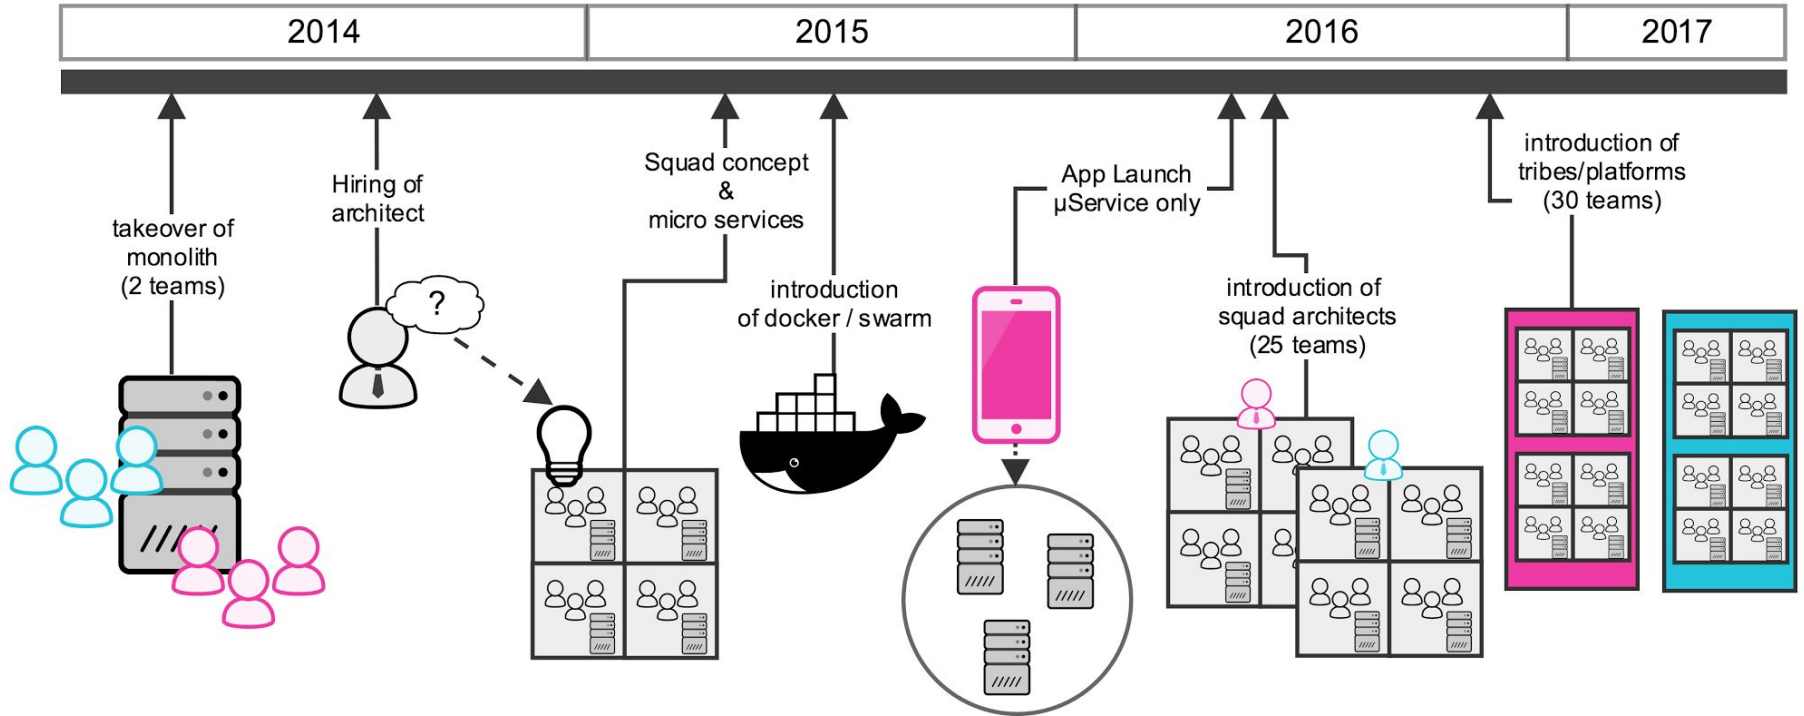 2014
2015
2016
2017
takeover of
monolith
(2 teams)
Hiring of
architect
?
Squad concept
&
micro services
introduction
of docker / swarm
App Launch
µService only
introduction of
squad architects
(25 teams)
introduction of
tribes/platforms
(30 teams)